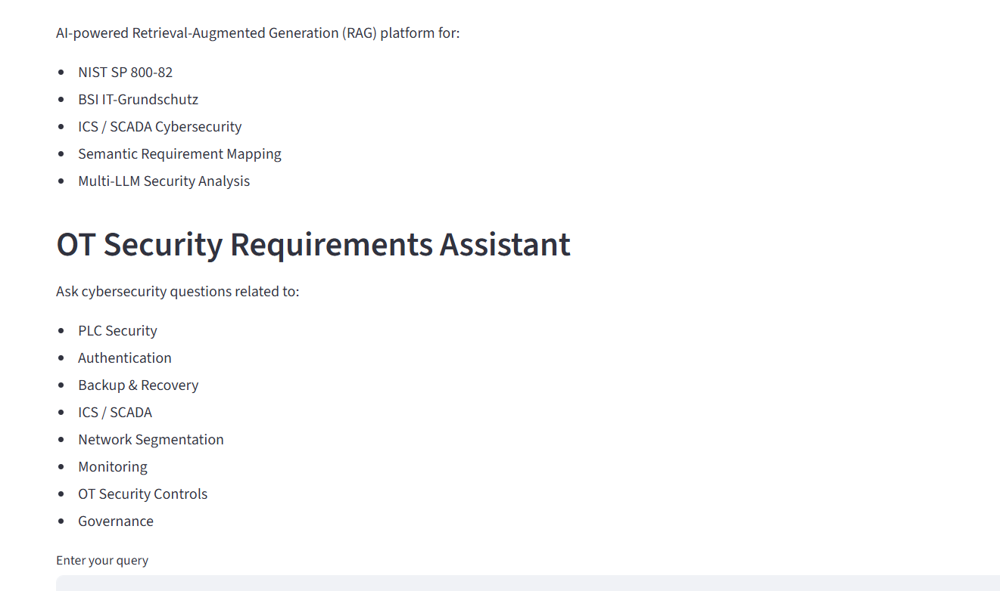 AI-powered Retrieval-Augmented Generation (RAG) platform for:
• NIST SP 800-82
• BSI IT-Grundschutz
• ICS / SCADA Cybersecurity
• Semantic Requirement Mapping
• Multi-LLM Security Analysis
OT Security Requirements Assistant
Ask cybersecurity questions related to:
• PLC Security
• Authentication
• Backup & Recovery
• ICS / SCADA
• Network Segmentation
• Monitoring
• OT Security Controls
• Governance
Enter your query